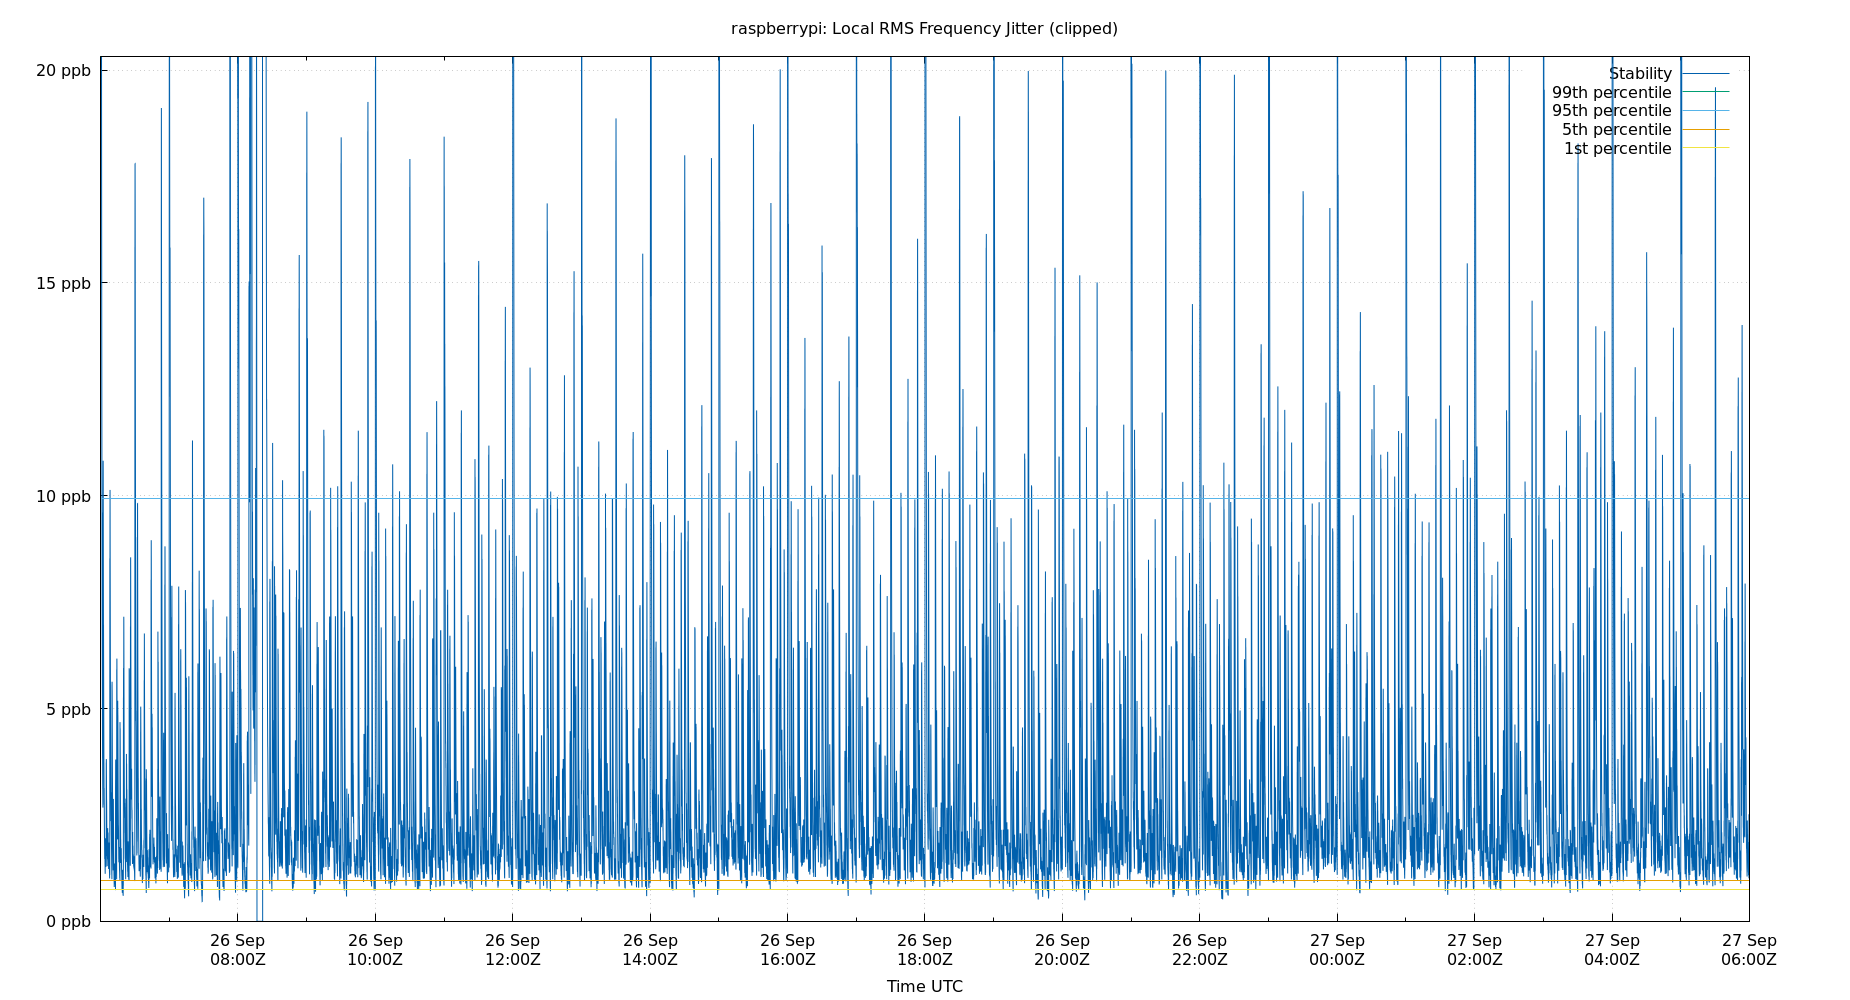 raspberrypi: Local RMS Frequency Jitter (clipped)
20 ppb
15 ppb
10 ppb
5 ppb
0 ppb
Stability
99th percentile
95th percentile
5th percentile
1st percentile
26 Sep 26 Sep 26 Sep 26 Sep 26 Sep 26 Sep 26 Sep 26 Sep 27 Sep 27 Sep 27 Sep 27 Sep
08:00Z 10:00Z 12:00Z 14:00Z 16:00Z 18:00Z 20:00Z 22:00Z 00:00Z 02:00Z 04:00Z 06:00Z
Time UTC